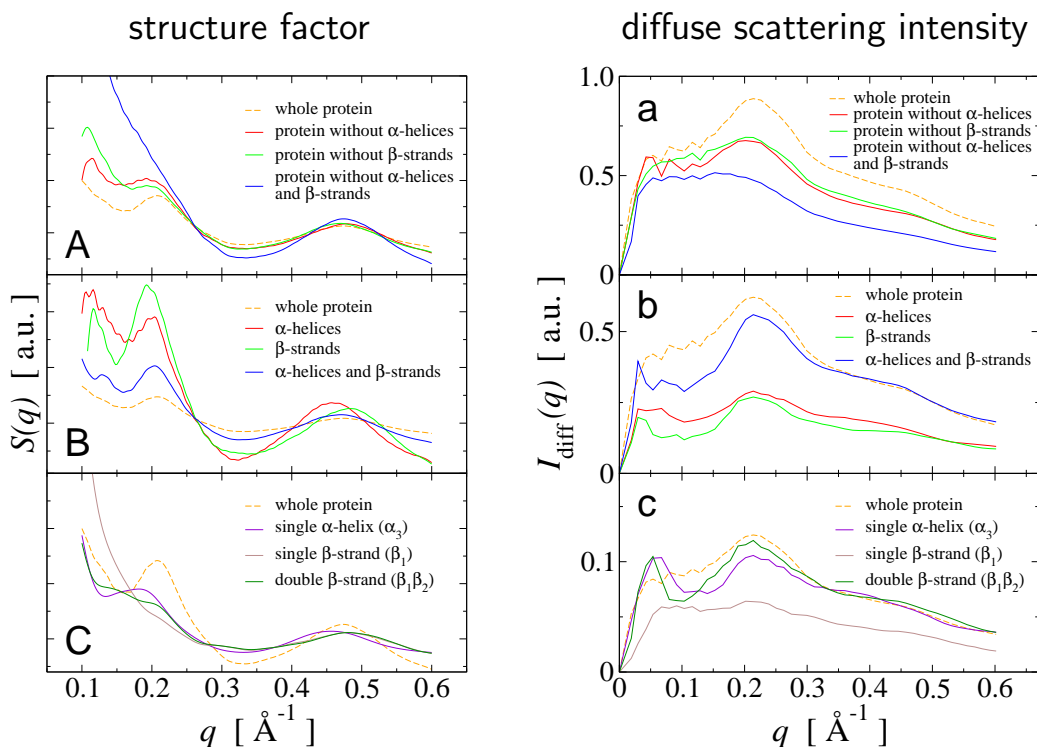 structure factor
diffuse scattering intensity
whole protein
protein without α-helices
protein without β-strands
protein without α-helices
and β-strands
A
whole protein
α-helices
β-strands
α-helices and β-strands
B
whole protein
single α-helix (α₃)
single β-strand (β₁)
double β-strand (β₁β₂)
C
S(q) [ a.u. ]
0.1 0.2 0.3 0.4 0.5 0.6
q [ Å⁻¹ ]
1.0
0.5
0
a
whole protein
protein without α-helices
protein without β-strands
protein without α-helices
and β-strands
0.5
0
b
whole protein
α-helices
β-strands
α-helices and β-strands
0.1
0
c
whole protein
single α-helix (α₃)
single β-strand (β₁)
double β-strand (β₁β₂)
I_diff(q) [ a.u. ]
0 0.1 0.2 0.3 0.4 0.5 0.6
q [ Å⁻¹ ]